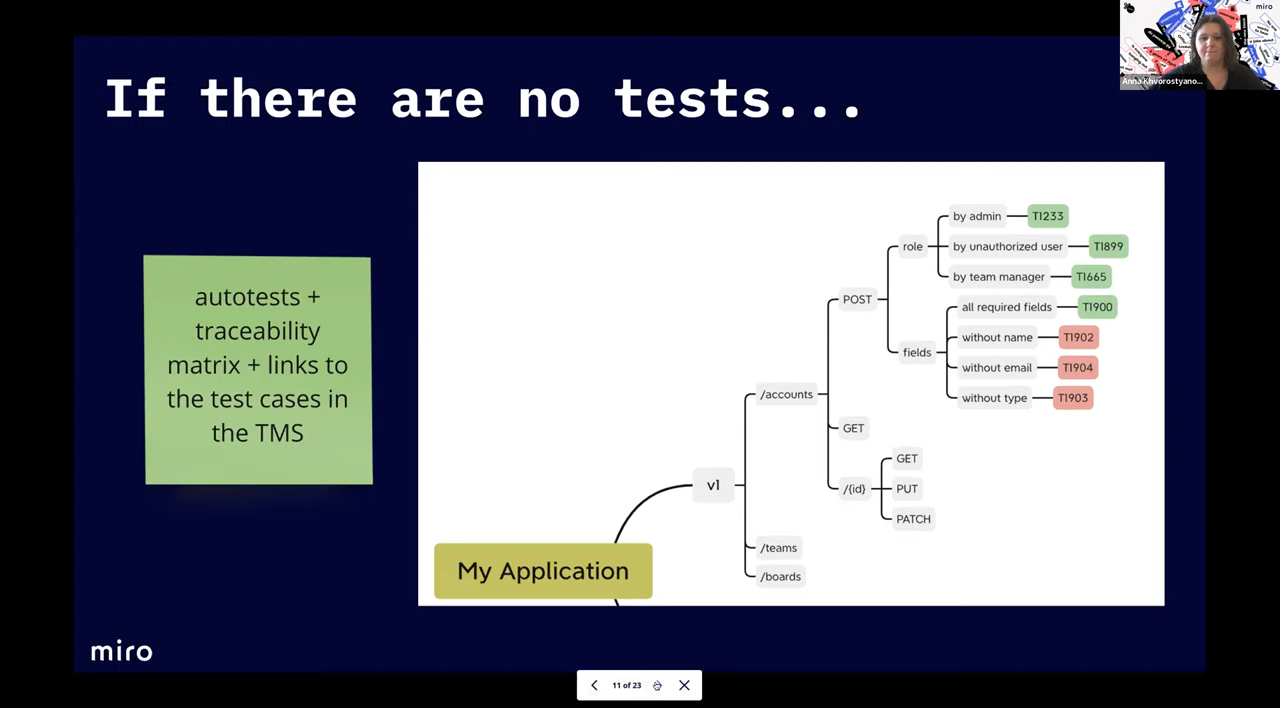 If there are no tests...
miro
Anna Khvorostyano...
autotests +
traceability
matrix + links to
the test cases in
the TMS
by admin
T1233
role
by unauthorized user
T1899
by team manager
T1665
POST
all required fields
T1900
without name
T1902
fields
without email
T1904
without type
T1903
/accounts
GET
GET
v1
/{id}
PUT
PATCH
/teams
My Application
/boards
miro
11 of 23